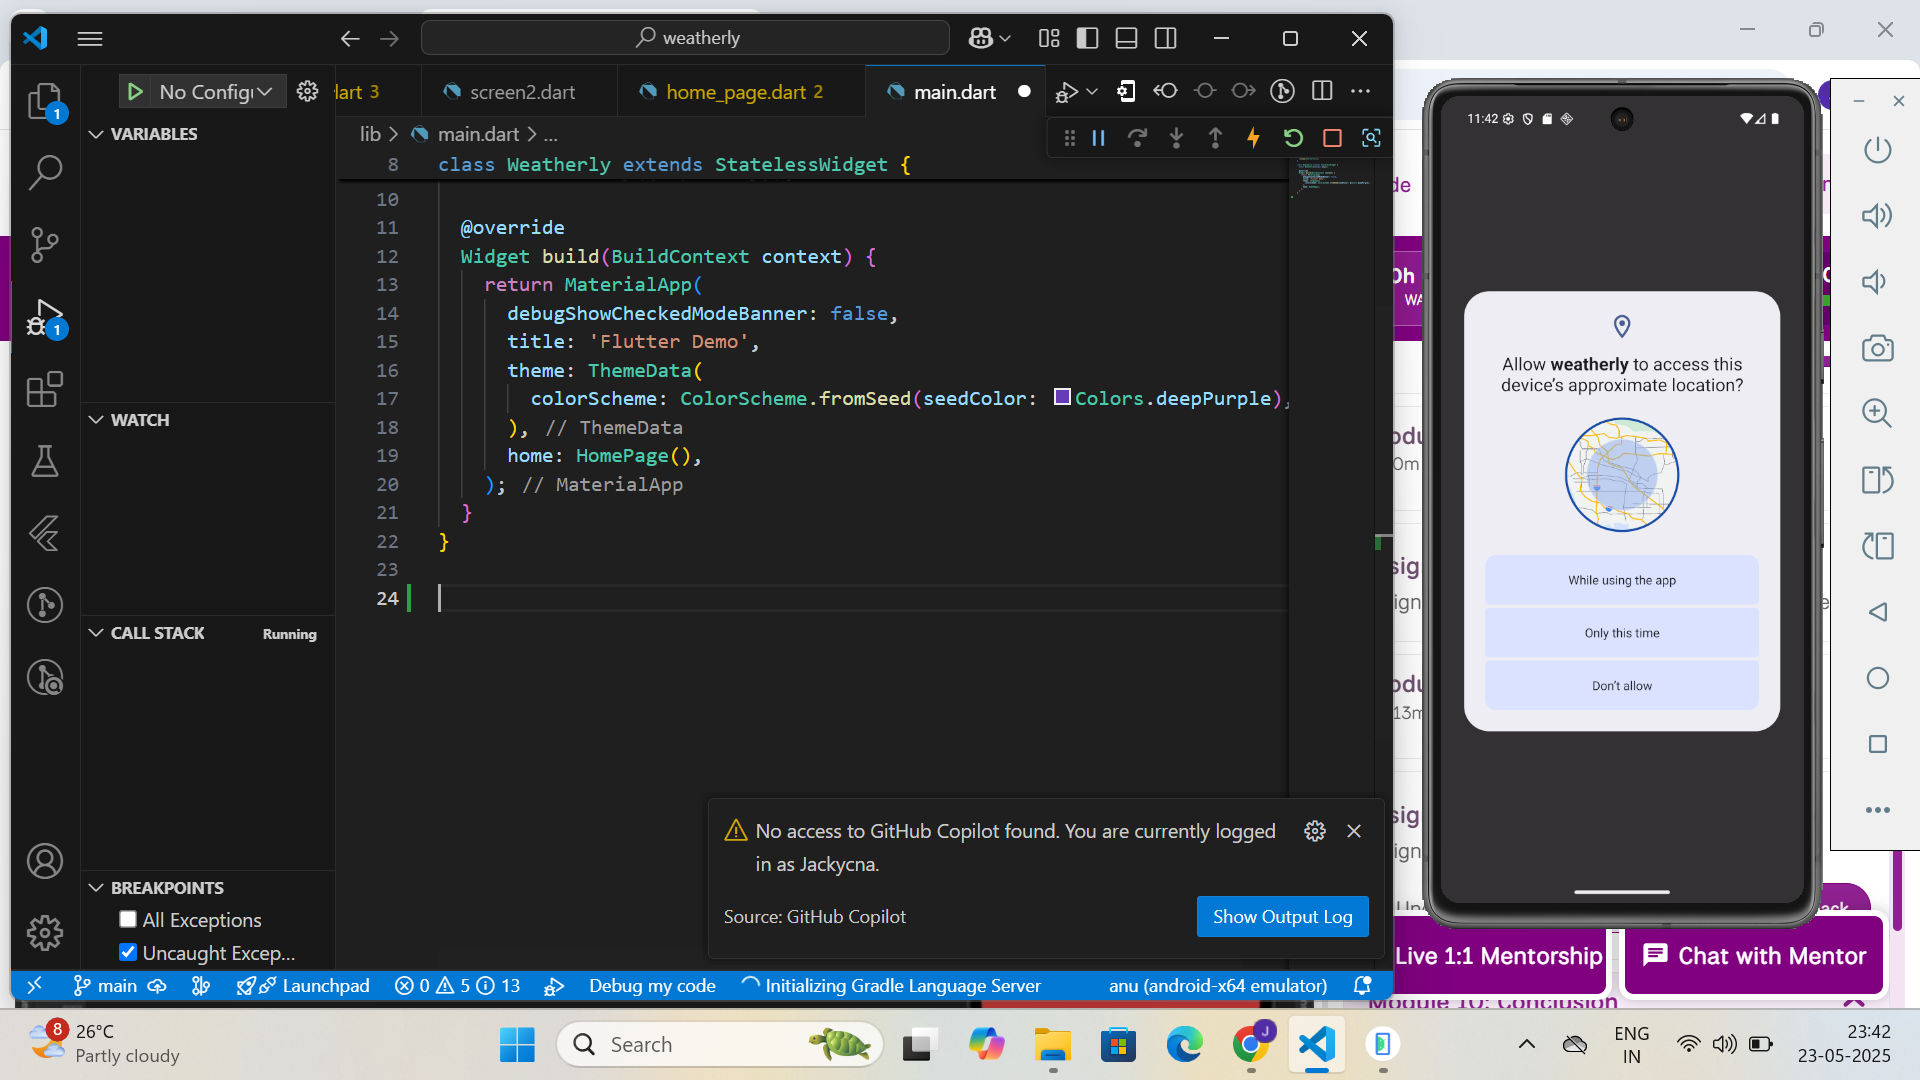 weatherly
No Config
dart 3
screen2.dart
home_page.dart 2
main.dart
VARIABLES
lib > main.dart > ...
8 class Weatherly extends StatelessWidget {
10
11 @override
12 Widget build(BuildContext context) {
13 return MaterialApp(
14 debugShowCheckedModeBanner: false,
15 title: 'Flutter Demo',
16 theme: ThemeData(
17 colorScheme: ColorScheme.fromSeed(seedColor: Colors.deepPurple),
18 ), // ThemeData
19 home: HomePage(),
20 ); // MaterialApp
21 }
22 }
23
24
1
1
WATCH
CALL STACK
Running
BREAKPOINTS
All Exceptions
Uncaught Excep...
No access to GitHub Copilot found. You are currently logged
in as Jackycna.
Source: GitHub Copilot
Show Output Log
main
Launchpad
0 5 13
Debug my code
Initializing Gradle Language Server
anu (android-x64 emulator)
11:42
Allow weatherly to access this
device's approximate location?
While using the app
Only this time
Don't allow
Live 1:1 Mentorship
Chat with Mentor
Module 10: Conclusion
8
26°C
Partly cloudy
Search
J
ENG
IN
23:42
23-05-2025